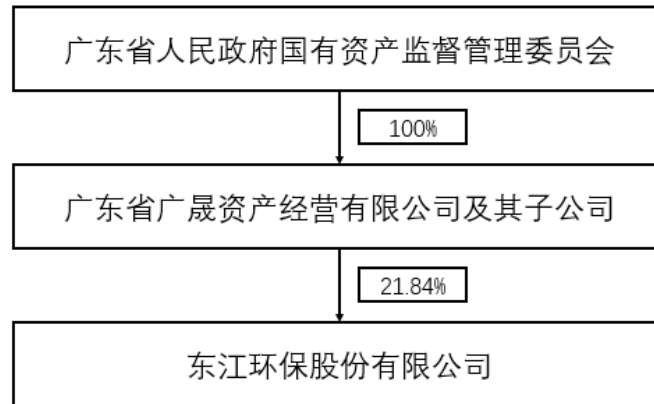 广东省人民政府国有资产监督管理委员会
100%
广东省广晟资产经营有限公司及其子公司
21.84%
东江环保股份有限公司